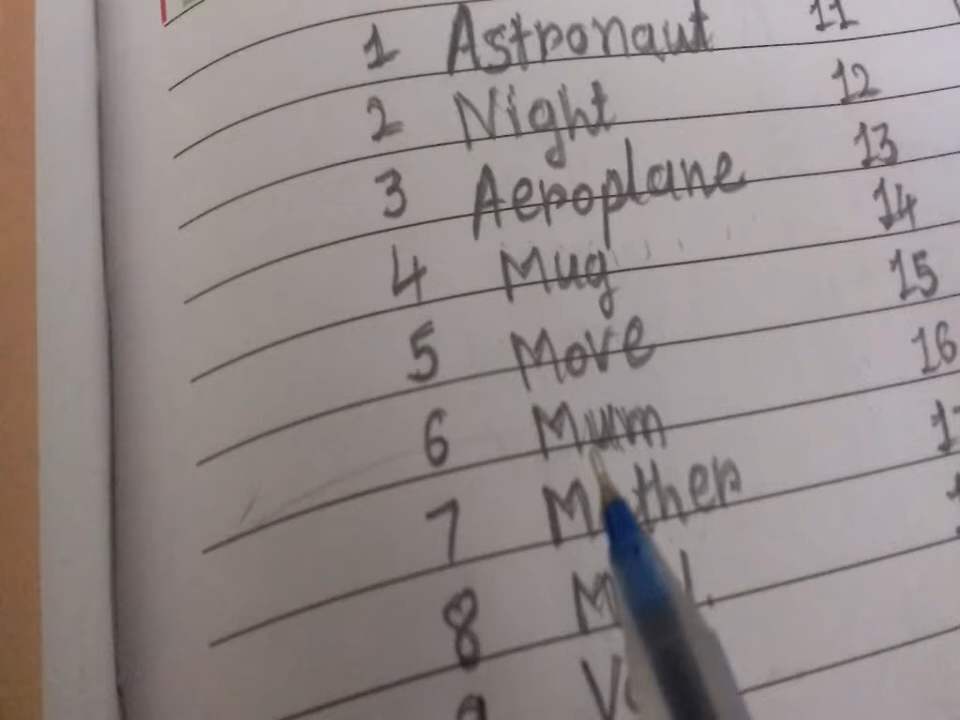 1 Astronaut 11
2 Night 12
3 Aeroplane 13
4 Mug 14
5 Move 15
6 Mum 16
7 Mother
8